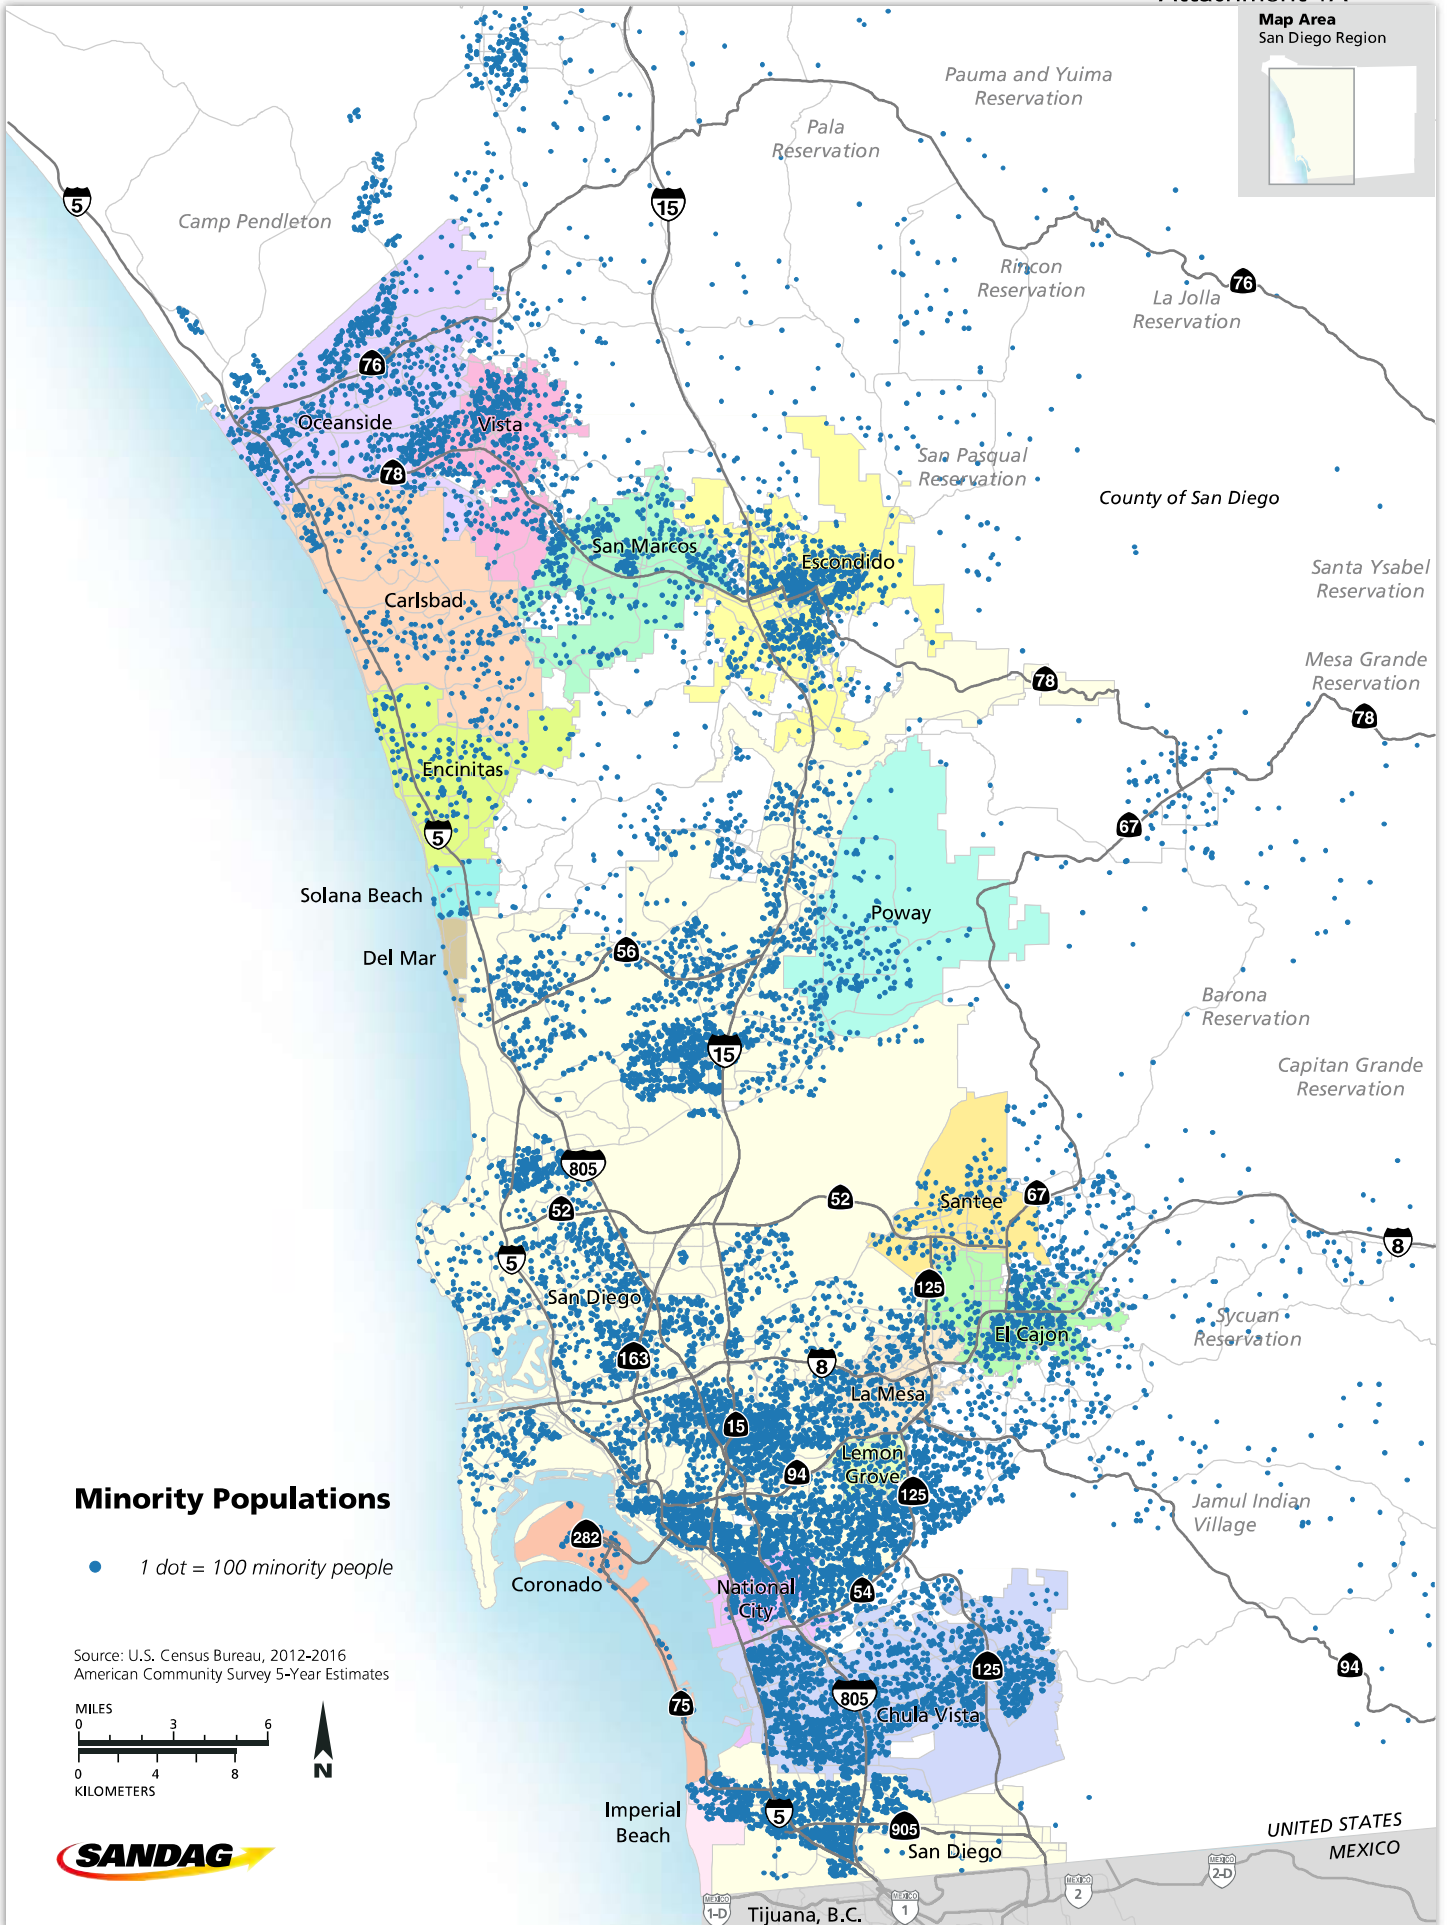 Map Area
San Diego Region
Pauma and Yuima
Reservation
Pala
Reservation
5
15
Camp Pendleton
Rincon
Reservation
76
La Jolla
Reservation
76
Oceanside
Vista
78
San Pasqual
Reservation
County of San Diego
San Marcos
Escondido
Santa Ysabel
Reservation
Carlsbad
Mesa Grande
Reservation
78
78
Encinitas
5
67
Solana Beach
Poway
56
Del Mar
Barona
Reservation
15
Capitan Grande
Reservation
805
52
52
Santee
67
8
5
125
San Diego
Sycuan
Reservation
El Cajon
163
8
La Mesa
15
Lemon
Grove
94
125
Minority Populations
Jamul Indian
Village
282
1 dot = 100 minority people
Coronado
National
City
54
Source: U.S. Census Bureau, 2012-2016
American Community Survey 5-Year Estimates
125
94
805
75
Chula Vista
MILES
0 3 6
0 4 8
KILOMETERS
N
Imperial
Beach
5
905
San Diego
UNITED STATES
MEXICO
SANDAG
MEXICO
2-D
MEXICO
2
MEXICO
1-D
MEXICO
1
Tijuana, B.C.